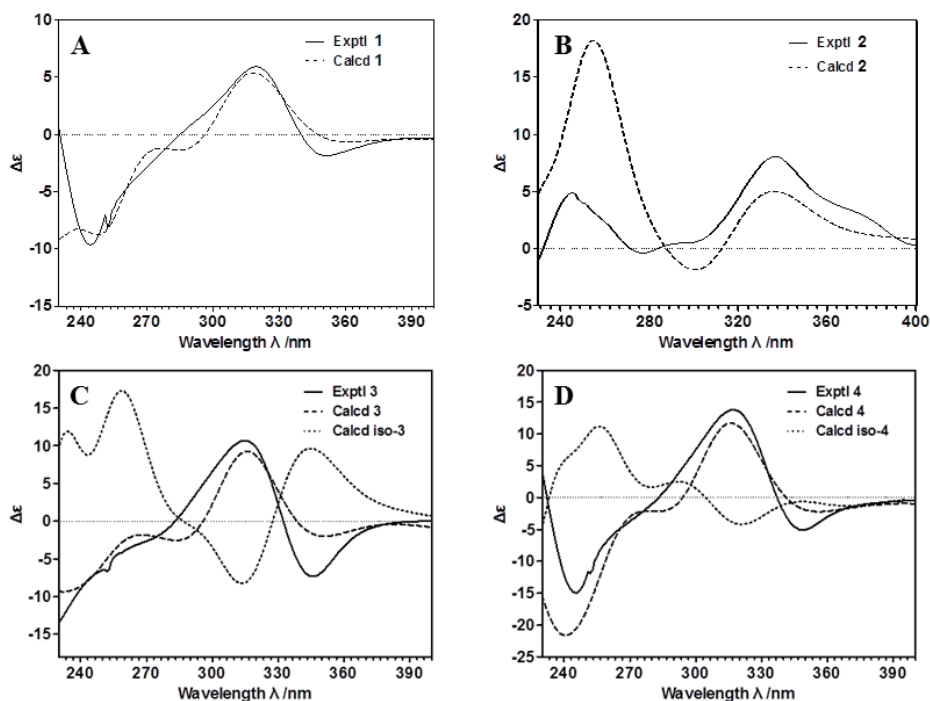 A
Exptl 1
Calcd 1
10
5
0
-5
-10
-15
Δε
240 270 300 330 360 390
Wavelength λ /nm
B
Exptl 2
Calcd 2
20
15
10
5
0
-5
Δε
240 280 320 360 400
Wavelength λ /nm
C
Exptl 3
Calcd 3
Calcd iso-3
20
15
10
5
0
-5
-10
-15
Δε
240 270 300 330 360 390
Wavelength λ /nm
D
Exptl 4
Calcd 4
Calcd iso-4
20
15
10
5
0
-5
-10
-15
-20
-25
Δε
240 270 300 330 360 390
Wavelength λ /nm